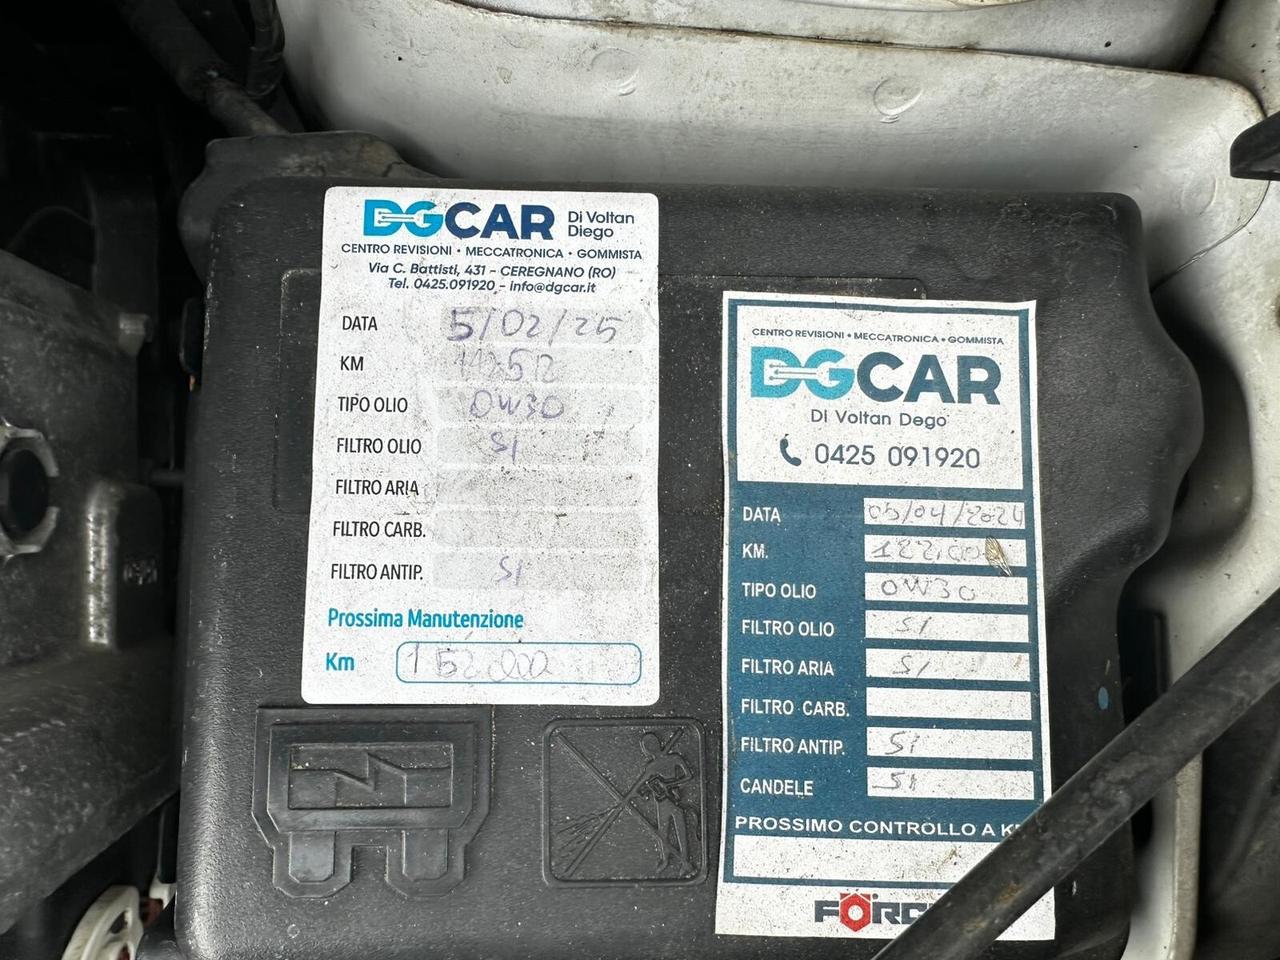 DGCAR Di Voltan Diego
CENTRO REVISIONI • MECCATRONICA • GOMMISTA
Via C. Battisti, 431 - CEREGNANO (RO)
Tel. 0425.091920 - info@dgcar.it
DATA 5/02/25
KM
TIPO OLIO 0W30
FILTRO OLIO SI
FILTRO ARIA
FILTRO CARB.
FILTRO ANTIP. SI
Prossima Manutenzione
Km 152000
CENTRO REVISIONI • MECCATRONICA • GOMMISTA
DGCAR
Di Voltan Dego
0425 091920
DATA 05/04/2024
KM.
TIPO OLIO 0W30
FILTRO OLIO SI
FILTRO ARIA SI
FILTRO CARB.
FILTRO ANTIP. SI
CANDELE SI
PROSSIMO CONTROLLO A